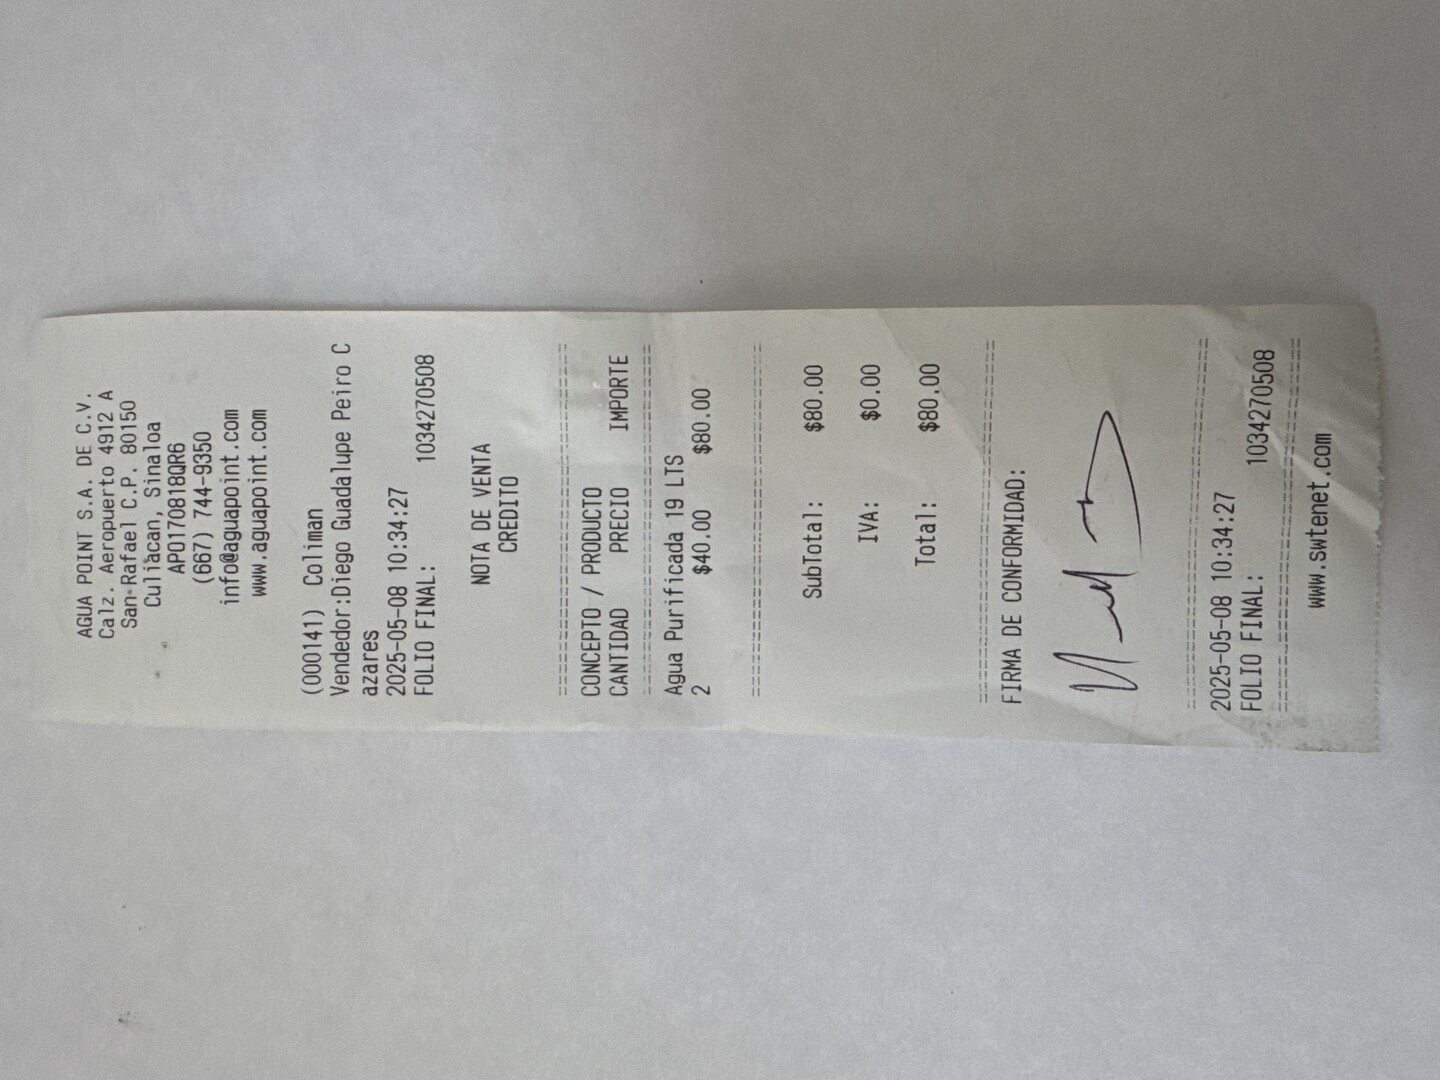 AGUA POINT S.A. DE C.V.
Calz. Aeropuerto 4912 A
San Rafael C.P. 80150
Culiacan, Sinaloa
APO170818QR6
(667) 744-9350
info@aguapoint.com
www.aguapoint.com
(000141) Coliman
Vendedor:Diego Guadalupe Peiro C
azares
2025-05-08 10:34:27
FOLIO FINAL: 1034270508
NOTA DE VENTA
CREDITO
================================
CONCEPTO / PRODUCTO
CANTIDAD PRECIO IMPORTE
================================
Agua Purificada 19 LTS
2 $40.00 $80.00
================================
SubTotal: $80.00
IVA: $0.00
Total: $80.00
================================
FIRMA DE CONFORMIDAD:
================================
2025-05-08 10:34:27
FOLIO FINAL: 1034270508
================================
www.swtenet.com